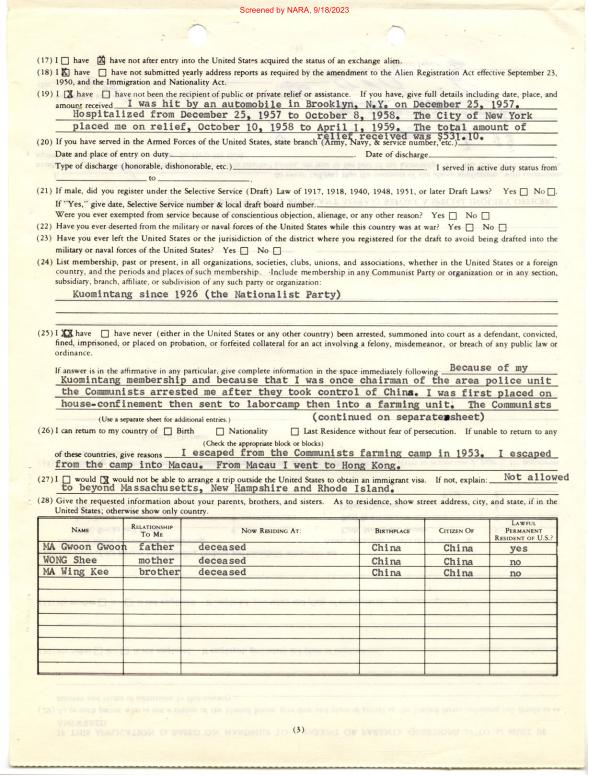 Screened by NARA, 9/18/2023
(17) I ☐ have ☒ have not after entry into the United States acquired the status of an exchange alien.
(18) I ☒ have ☐ have not submitted yearly address reports as required by the amendment to the Alien Registration Act effective September 23,
1950, and the Immigration and Nationality Act.
(19) I ☒ have ☐ have not been the recipient of public or private relief or assistance. If you have, give full details including date, place, and
amount received I was hit by an automobile in Brooklyn, N.Y. on December 25, 1957.
Hospitalized from December 25, 1957 to October 8, 1958. The City of New York
placed me on relief, October 10, 1958 to April 1, 1959. The total amount of
relief received was $531.10.
(20) If you have served in the Armed Forces of the United States, state branch (Army, Navy, & service number, etc.)
Date and place of entry on duty Date of discharge
Type of discharge (honorable, dishonorable, etc.) I served in active duty status from
to .
(21) If male, did you register under the Selective Service (Draft) Law of 1917, 1918, 1940, 1948, 1951, or later Draft Laws? Yes ☐ No ☐.
If "Yes," give date, Selective Service number & local draft board number
Were you ever exempted from service because of conscientious objection, alienage, or any other reason? Yes ☐ No ☐
(22) Have you ever deserted from the military or naval forces of the United States while this country was at war? Yes ☐ No ☐
(23) Have you ever left the United States or the jurisidiction of the district where you registered for the draft to avoid being drafted into the
military or naval forces of the United States? Yes ☐ No ☐
(24) List membership, past or present, in all organizations, societies, clubs, unions, and associations, whether in the United States or a foreign
country, and the periods and places of such membership. Include membership in any Communist Party or organization or in any section,
subsidiary, branch, affiliate, or subdivision of any such party or organization:
Kuomintang since 1926 (the Nationalist Party)
(25) I ☒ have ☐ have never (either in the United States or any other country) been arrested, summoned into court as a defendant, convicted,
fined, imprisoned, or placed on probation, or forfeited collateral for an act involving a felony, misdemeanor, or breach of any public law or
ordinance.
If answer is in the affirmative in any particular, give complete information in the space immediately following Because of my
Kuomintang membership and because that I was once chairman of the area police unit
the Communists arrested me after they took control of China. I was first placed on
house-confinement then sent to laborcamp then into a farming unit. The Communists
(Use a separate sheet for additional entries.) (continued on separate sheet)
(26) I can return to my country of ☐ Birth ☐ Nationality ☐ Last Residence without fear of persecution. If unable to return to any
(Check the appropriate block or blocks)
of these countries, give reasons I escaped from the Communists farming camp in 1953. I escaped
from the camp into Macau. From Macau I went to Hong Kong.
(27) I ☐ would ☒ would not be able to arrange a trip outside the United States to obtain an immigrant visa. If not, explain: Not allowed
to beyond Massachusetts, New Hampshire and Rhode Island.
(28) Give the requested information about your parents, brothers, and sisters. As to residence, show street address, city, and state, if in the
United States; otherwise show only country.
NAME RELATIONSHIP TO ME NOW RESIDING AT: BIRTHPLACE CITIZEN OF LAWFUL PERMANENT RESIDENT OF U.S.?
MA Gwoon Gwoon father deceased China China yes
WONG Shee mother deceased China China no
MA Wing Kee brother deceased China China no
(3)